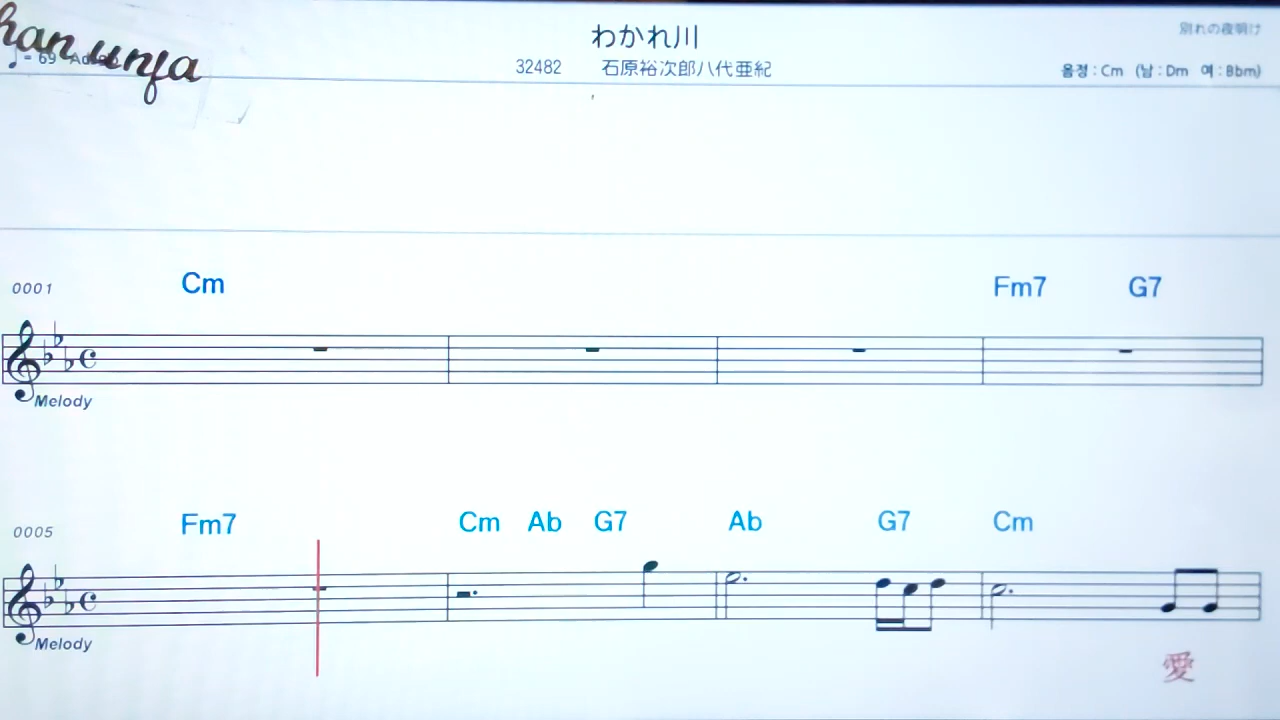 わかれ川
別れの夜明け
han unfa
♩= 69
32482 石原裕次郎八代亜紀
음정 : Cm (남 : Dm 여 : Bbm)
0001 Cm Fm7 G7
Melody
0005 Fm7 Cm Ab G7 Ab G7 Cm
Melody
愛